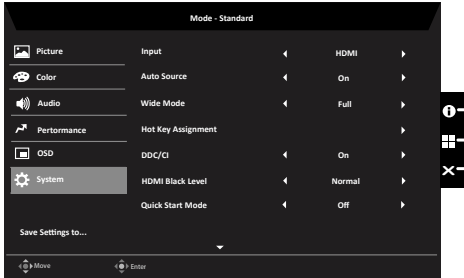 Mode - Standard
Picture
Input HDMI
Color
Auto Source On
Audio
Wide Mode Full
Pertormance
Hot Key Assignment
OSD
DDC/CI On
System
HDMI Black Level Normal
Quick Start Mode Off
Save Settings to...
Move Enter